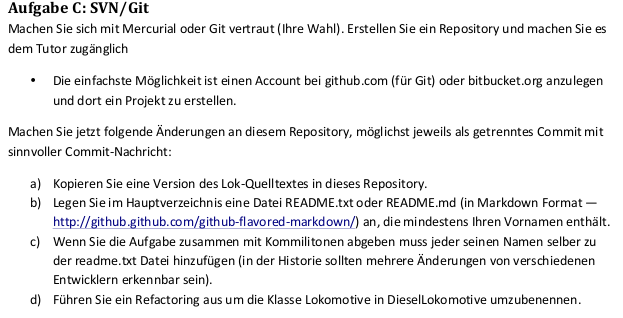 Aufgabe C: SVN/Git
Machen Sie sich mit Mercurial oder Git vertraut (Ihre Wahl). Erstellen Sie ein Repository und machen Sie es
dem Tutor zugänglich
• Die einfachste Möglichkeit ist einen Account bei github.com (für Git) oder bitbucket.org anzulegen
und dort ein Projekt zu erstellen.
Machen Sie jetzt folgende Änderungen an diesem Repository, möglichst jeweils als getrenntes Commit mit
sinnvoller Commit-Nachricht:
a) Kopieren Sie eine Version des Lok-Quelltextes in dieses Repository.
b) Legen Sie im Hauptverzeichnis eine Datei README.txt oder README.md (in Markdown Format —
http://github.github.com/github-flavored-markdown/) an, die mindestens Ihren Vornamen enthält.
c) Wenn Sie die Aufgabe zusammen mit Kommilitonen abgeben muss jeder seinen Namen selber zu
der readme.txt Datei hinzufügen (in der Historie sollten mehrere Änderungen von verschiedenen
Entwicklern erkennbar sein).
d) Führen Sie ein Refactoring aus um die Klasse Lokomotive in DieselLokomotive umzubenennen.